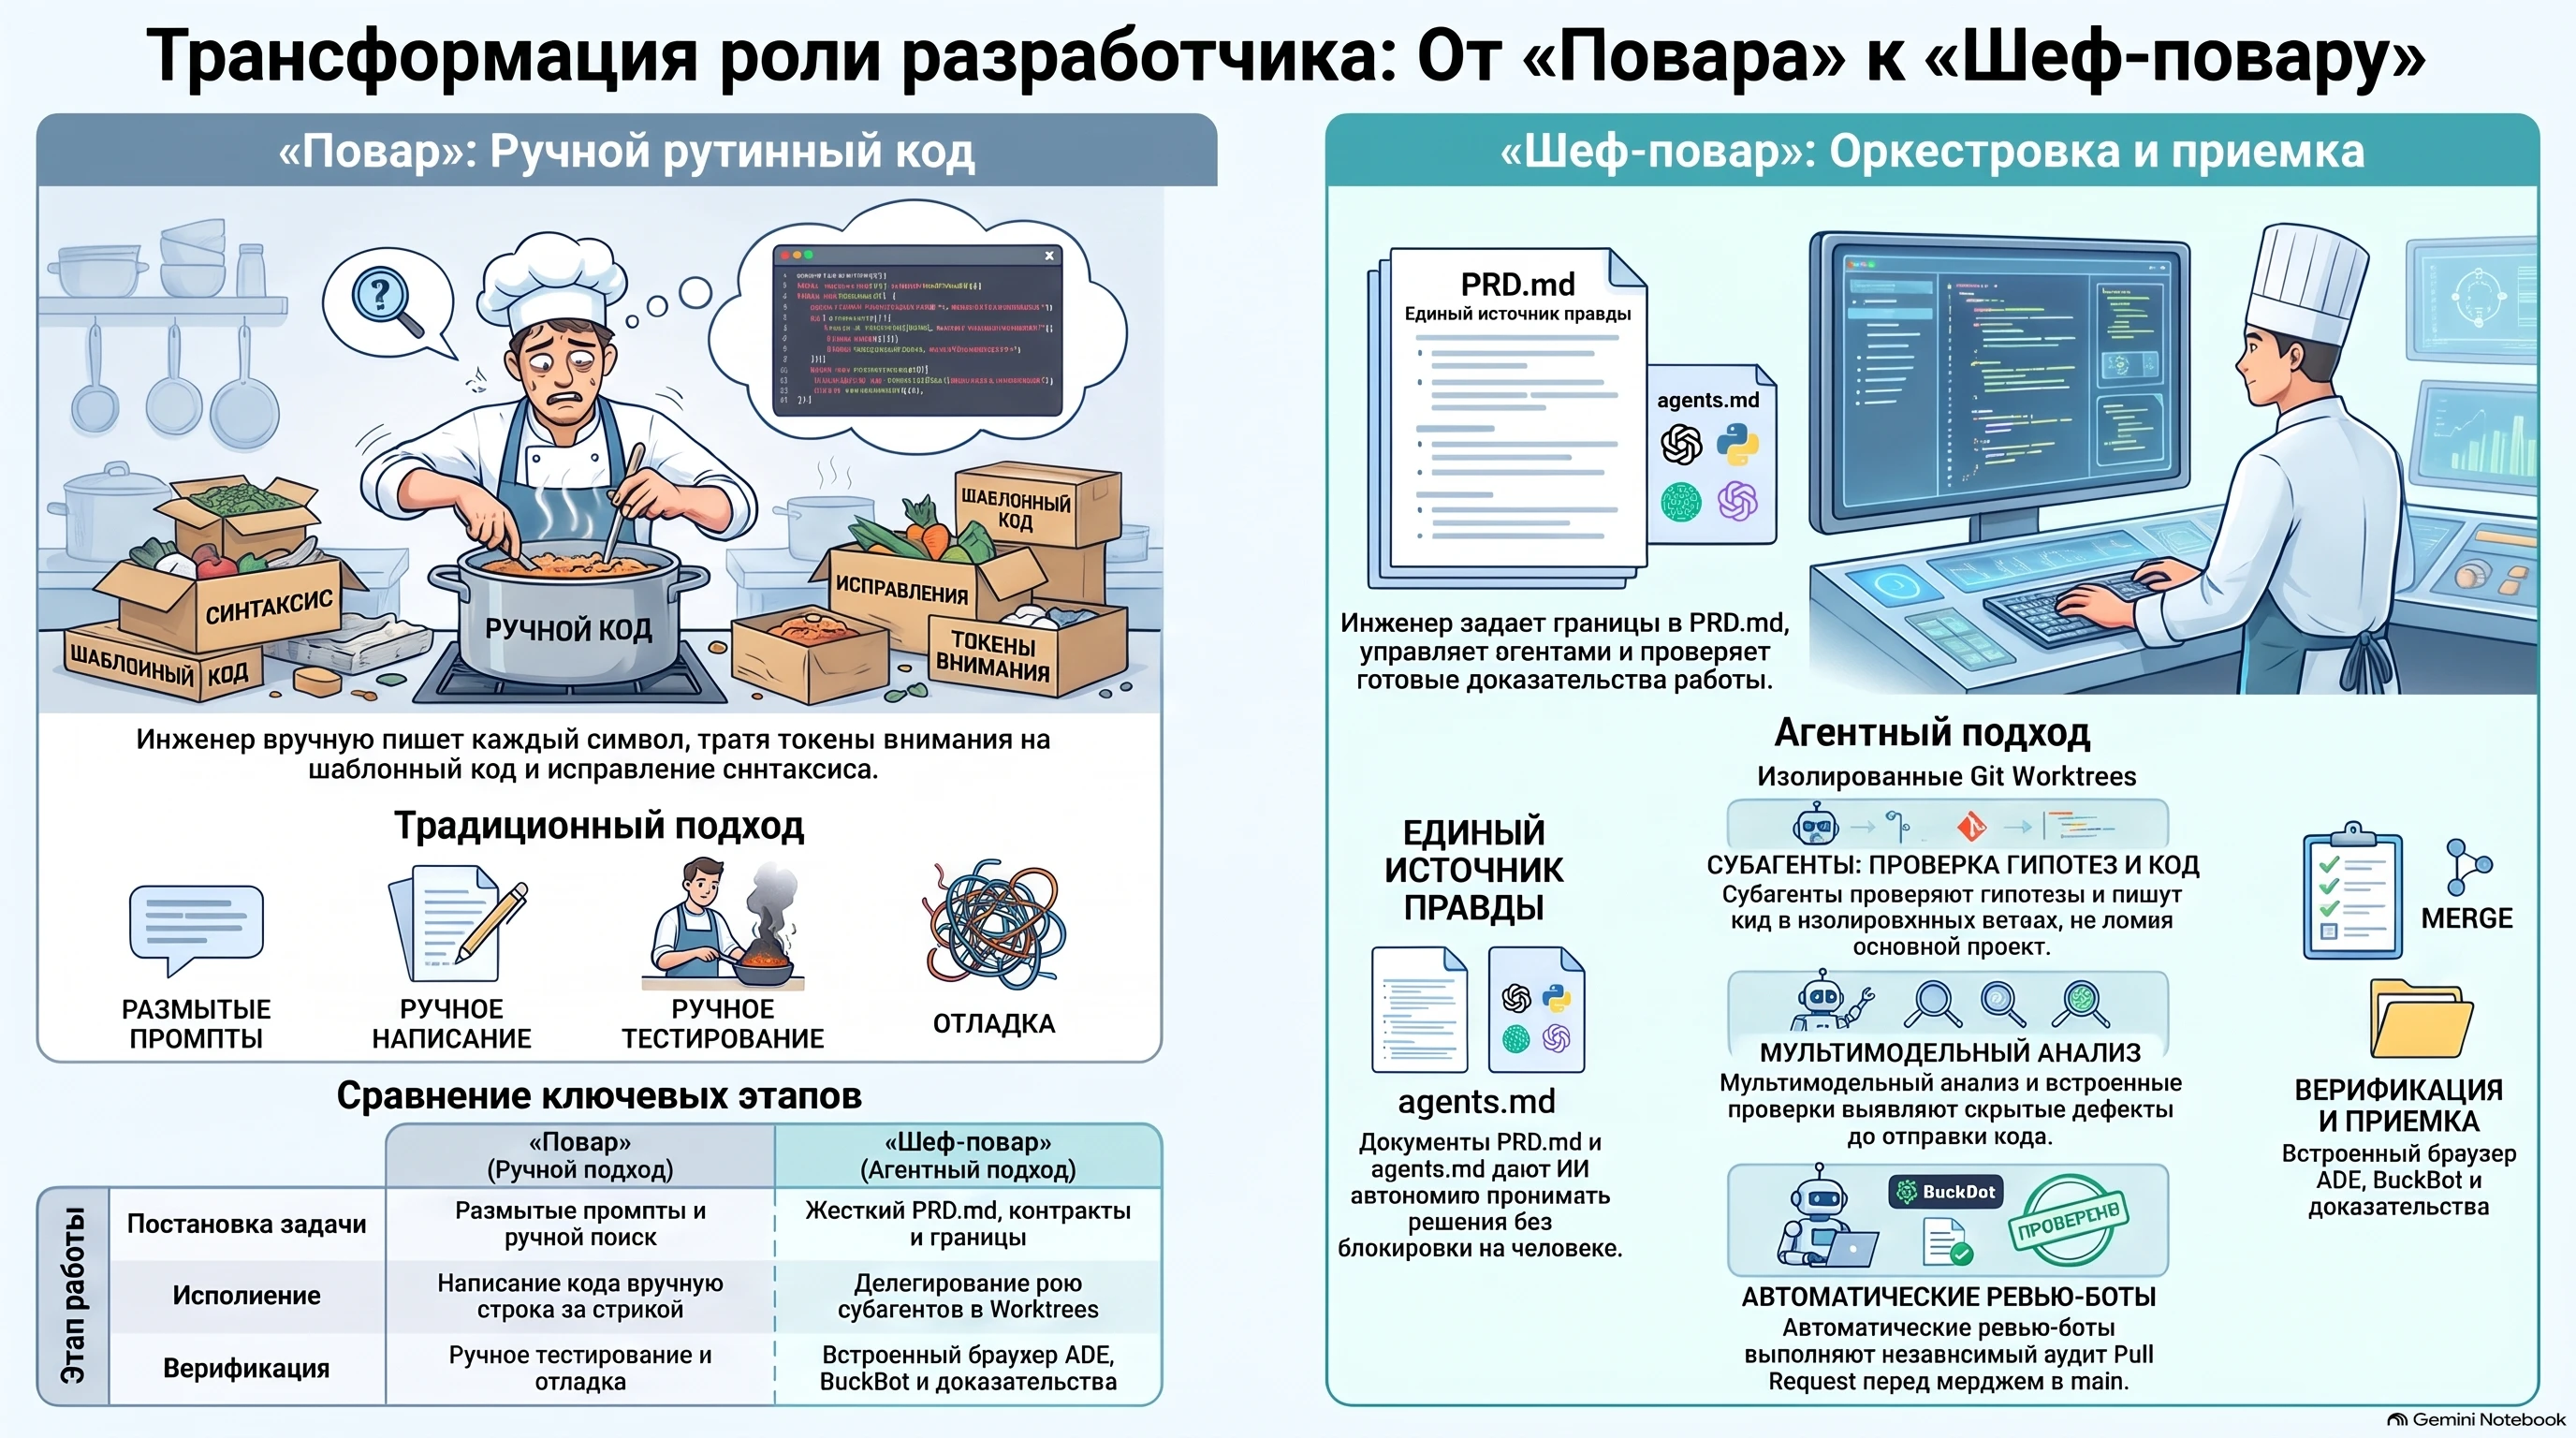 Трансформация роли разработчика: От «Повара» к «Шеф-повару»
«Повар»: Ручной рутинный код
ШАБЛОННЫЙ
КОД
ИСПРАВЛЕНИЯ
СИНТАКСИС
РУЧНОЙ КОД
ШАБЛОИНЫЙ КОД
ТОКЕНЫ
ВНИМАНИЯ
Инженер вручную пишет каждый символ, тратя токены внимания на
шаблонный код и исправление сннтаксиса.
Традиционный подход
РАЗМЫТЫЕ
ПРОМПТЫ
РУЧНОЕ
НАПИСАНИЕ
РУЧНОЕ
ТЕСТИРОВАНИЕ
ОТЛАДКА
Сравнение ключевых этапов
«Повар»
(Ручной подход)
«Шеф-повар»
(Агентный подход)
Этап работы
Постановка задачи
Размытые промпты и
ручной поиск
Жесткий PRD.md, контракты
и границы
Исполиение
Написание кода вручную
строка за стрикой
Делегирование рою
субагентов в Worktrees
Верификация
Ручное тестирование и
отладка
Встроенный браухер ADE,
BuckBot и доказательства
«Шеф-повар»: Оркестровка и приемка
PRD.md
Единый источник правды
agents.md
Инженер задает границы в PRD.md,
управляет огентами и проверяет
готовые доказательства работы.
Агентный подход
Изолированные Git Worktrees
ЕДИНЫЙ
ИСТОЧНИК
ПРАВДЫ
agents.md
Документы PRD.md и
agents.md дают ИИ
автономию пронимать
решения без
блокировки на человеке.
СУБАГЕНТЫ: ПРОВЕРКА ГИПОТЕЗ И КОД
Субагенты проверяют гипотезы и пишут
кид в нзолировхнных ветвах, не ломия
основной проект.
МУЛЬТИМОДЕЛЬНЫЙ АНАЛИЗ
Мультимодельный анализ и встроенные
проверки выявляют скрытые дефекты
до отправки кода.
BuckDot
ПРОВЕРЕНВ
АВТОМАТИЧЕСКИЕ РЕВЬЮ-БОТЫ
Автоматические ревью-боты
выполняют незавнсимый аудит Pull
Request перед мерджем в main.
MERGE
ВЕРИФИКАЦИЯ
И ПРИЕМКА
Встроенный браузер
ADE, BuckBot и
доказательства
Gemini Notebook